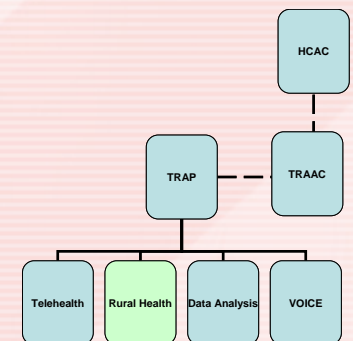 HCAC
TRAP
TRAAC
Telehealth
Rural Health
Data Analysis
VOICE